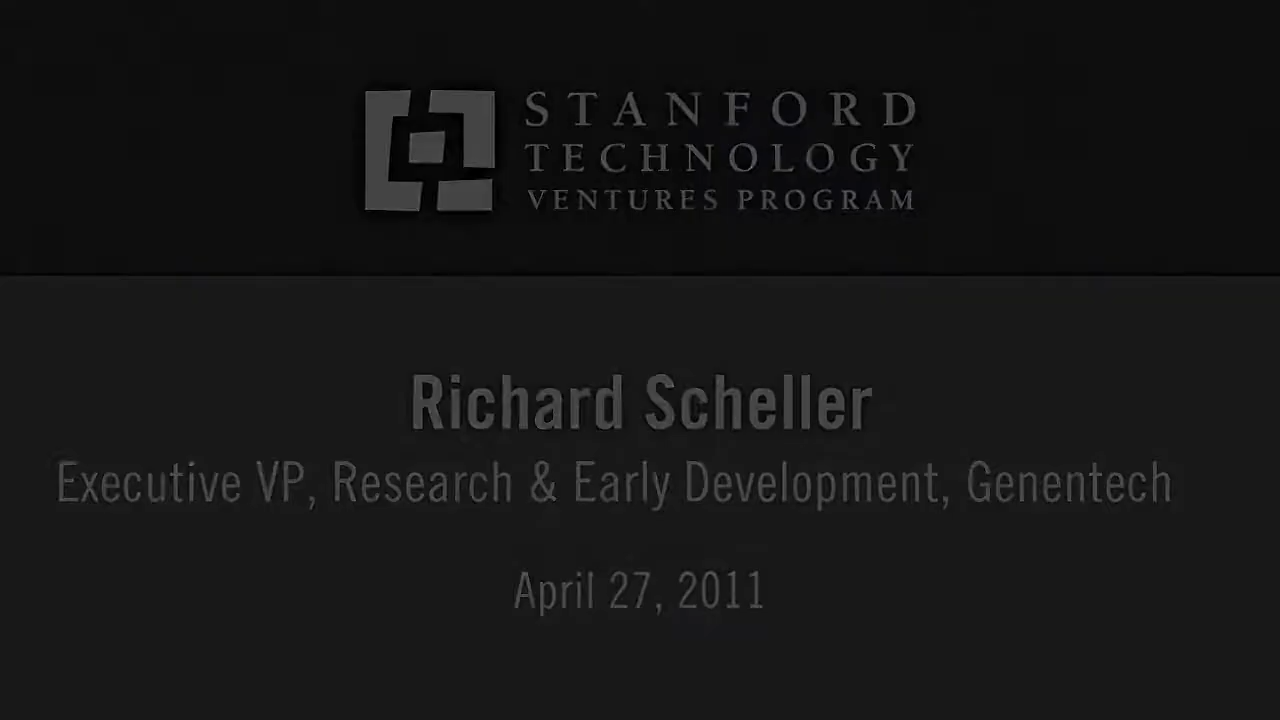 STANFORD
TECHNOLOGY
VENTURES PROGRAM
Richard Scheller
Executive VP, Research & Early Development, Genentech
April 27, 2011